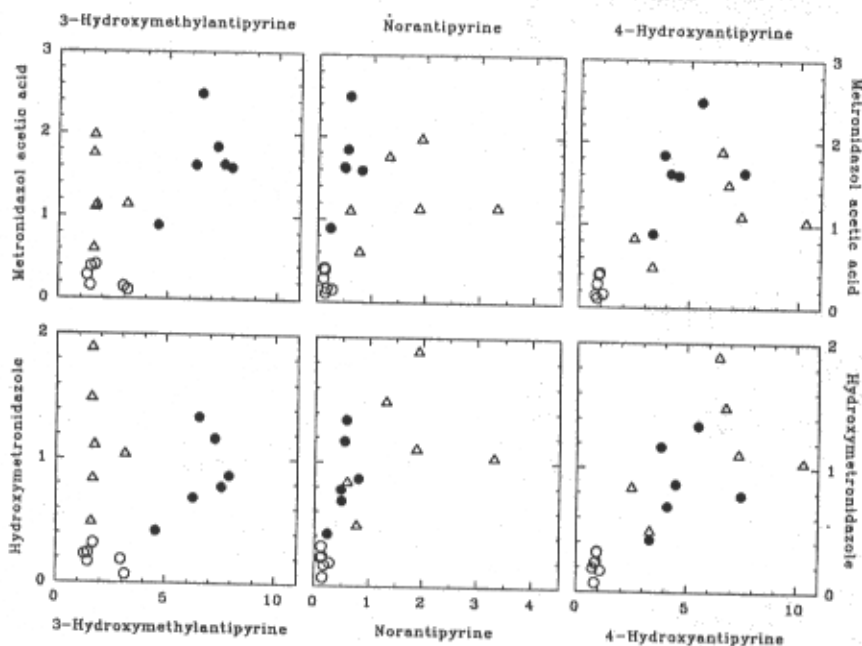 3-Hydroxymethylantipyrine
Norantipyrine
4-Hydroxyantipyrine
3
2
1
0
Metronidazol acetic acid
3
2
1
0
Metronidazol acetic acid
2
1
0
Hydroxymetronidazole
2
1
0
Hydroxymetronidazole
0 5 10
0 1 2 3 4
5 10
3-Hydroxymethylantipyrine
Norantipyrine
4-Hydroxyantipyrine